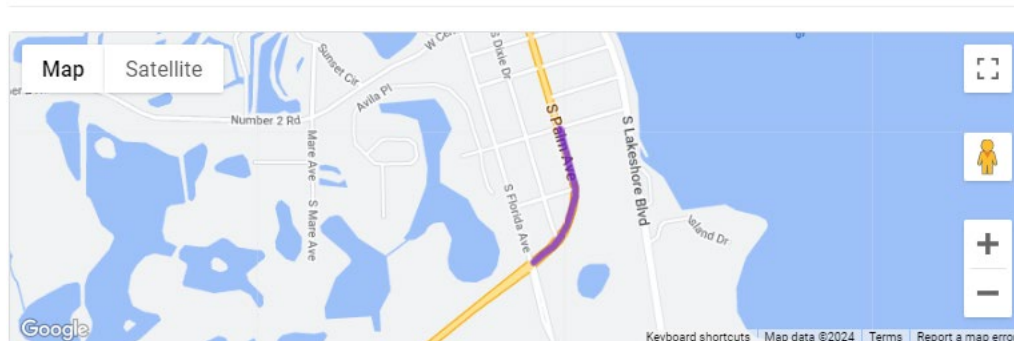 Map
Satellite
Sunset Cir
W Ce
S Dixie Dr
Avila Pl
Number 2 Rd
Mare Ave
S Mare Ave
S Palm Ave
S Lakeshore Blvd
S Florida Ave
Island Dr
Google
Keyboard shortcuts
Map data ©2024
Terms
Report a map error